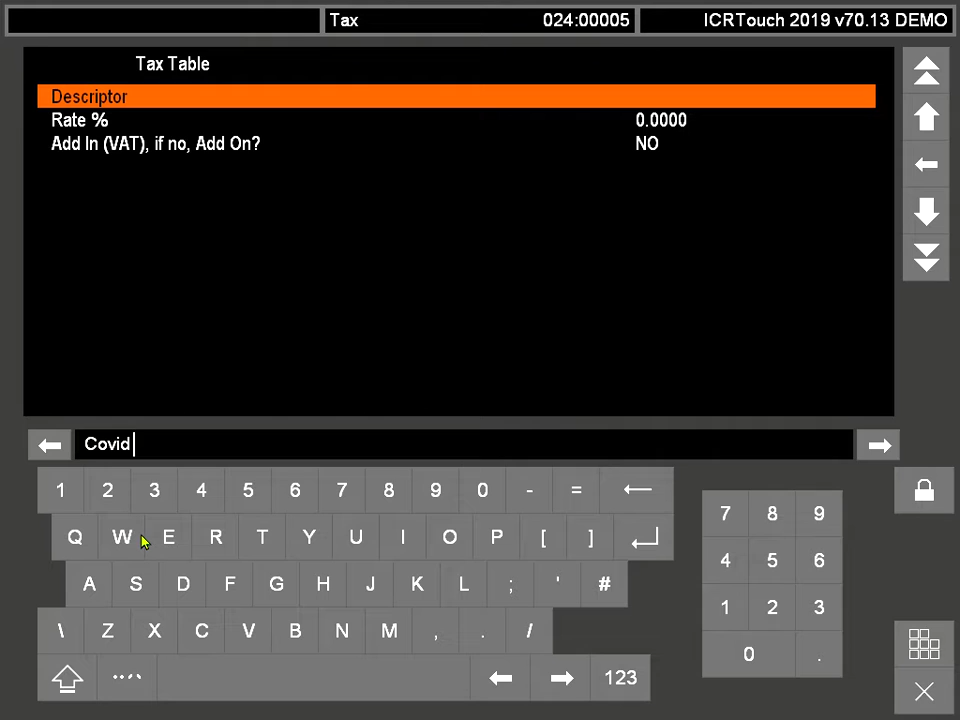 Tax 024:00005 ICRTouch 2019 v70.13 DEMO
Tax Table
Descriptor
Rate % 0.0000
Add In (VAT), if no, Add On? NO
Covid
1 2 3 4 5 6 7 8 9 0 - =
Q W E R T Y U I O P [ ]
A S D F G H J K L ; ' #
\ Z X C V B N M , . /
123
7 8 9
4 5 6
1 2 3
0 .